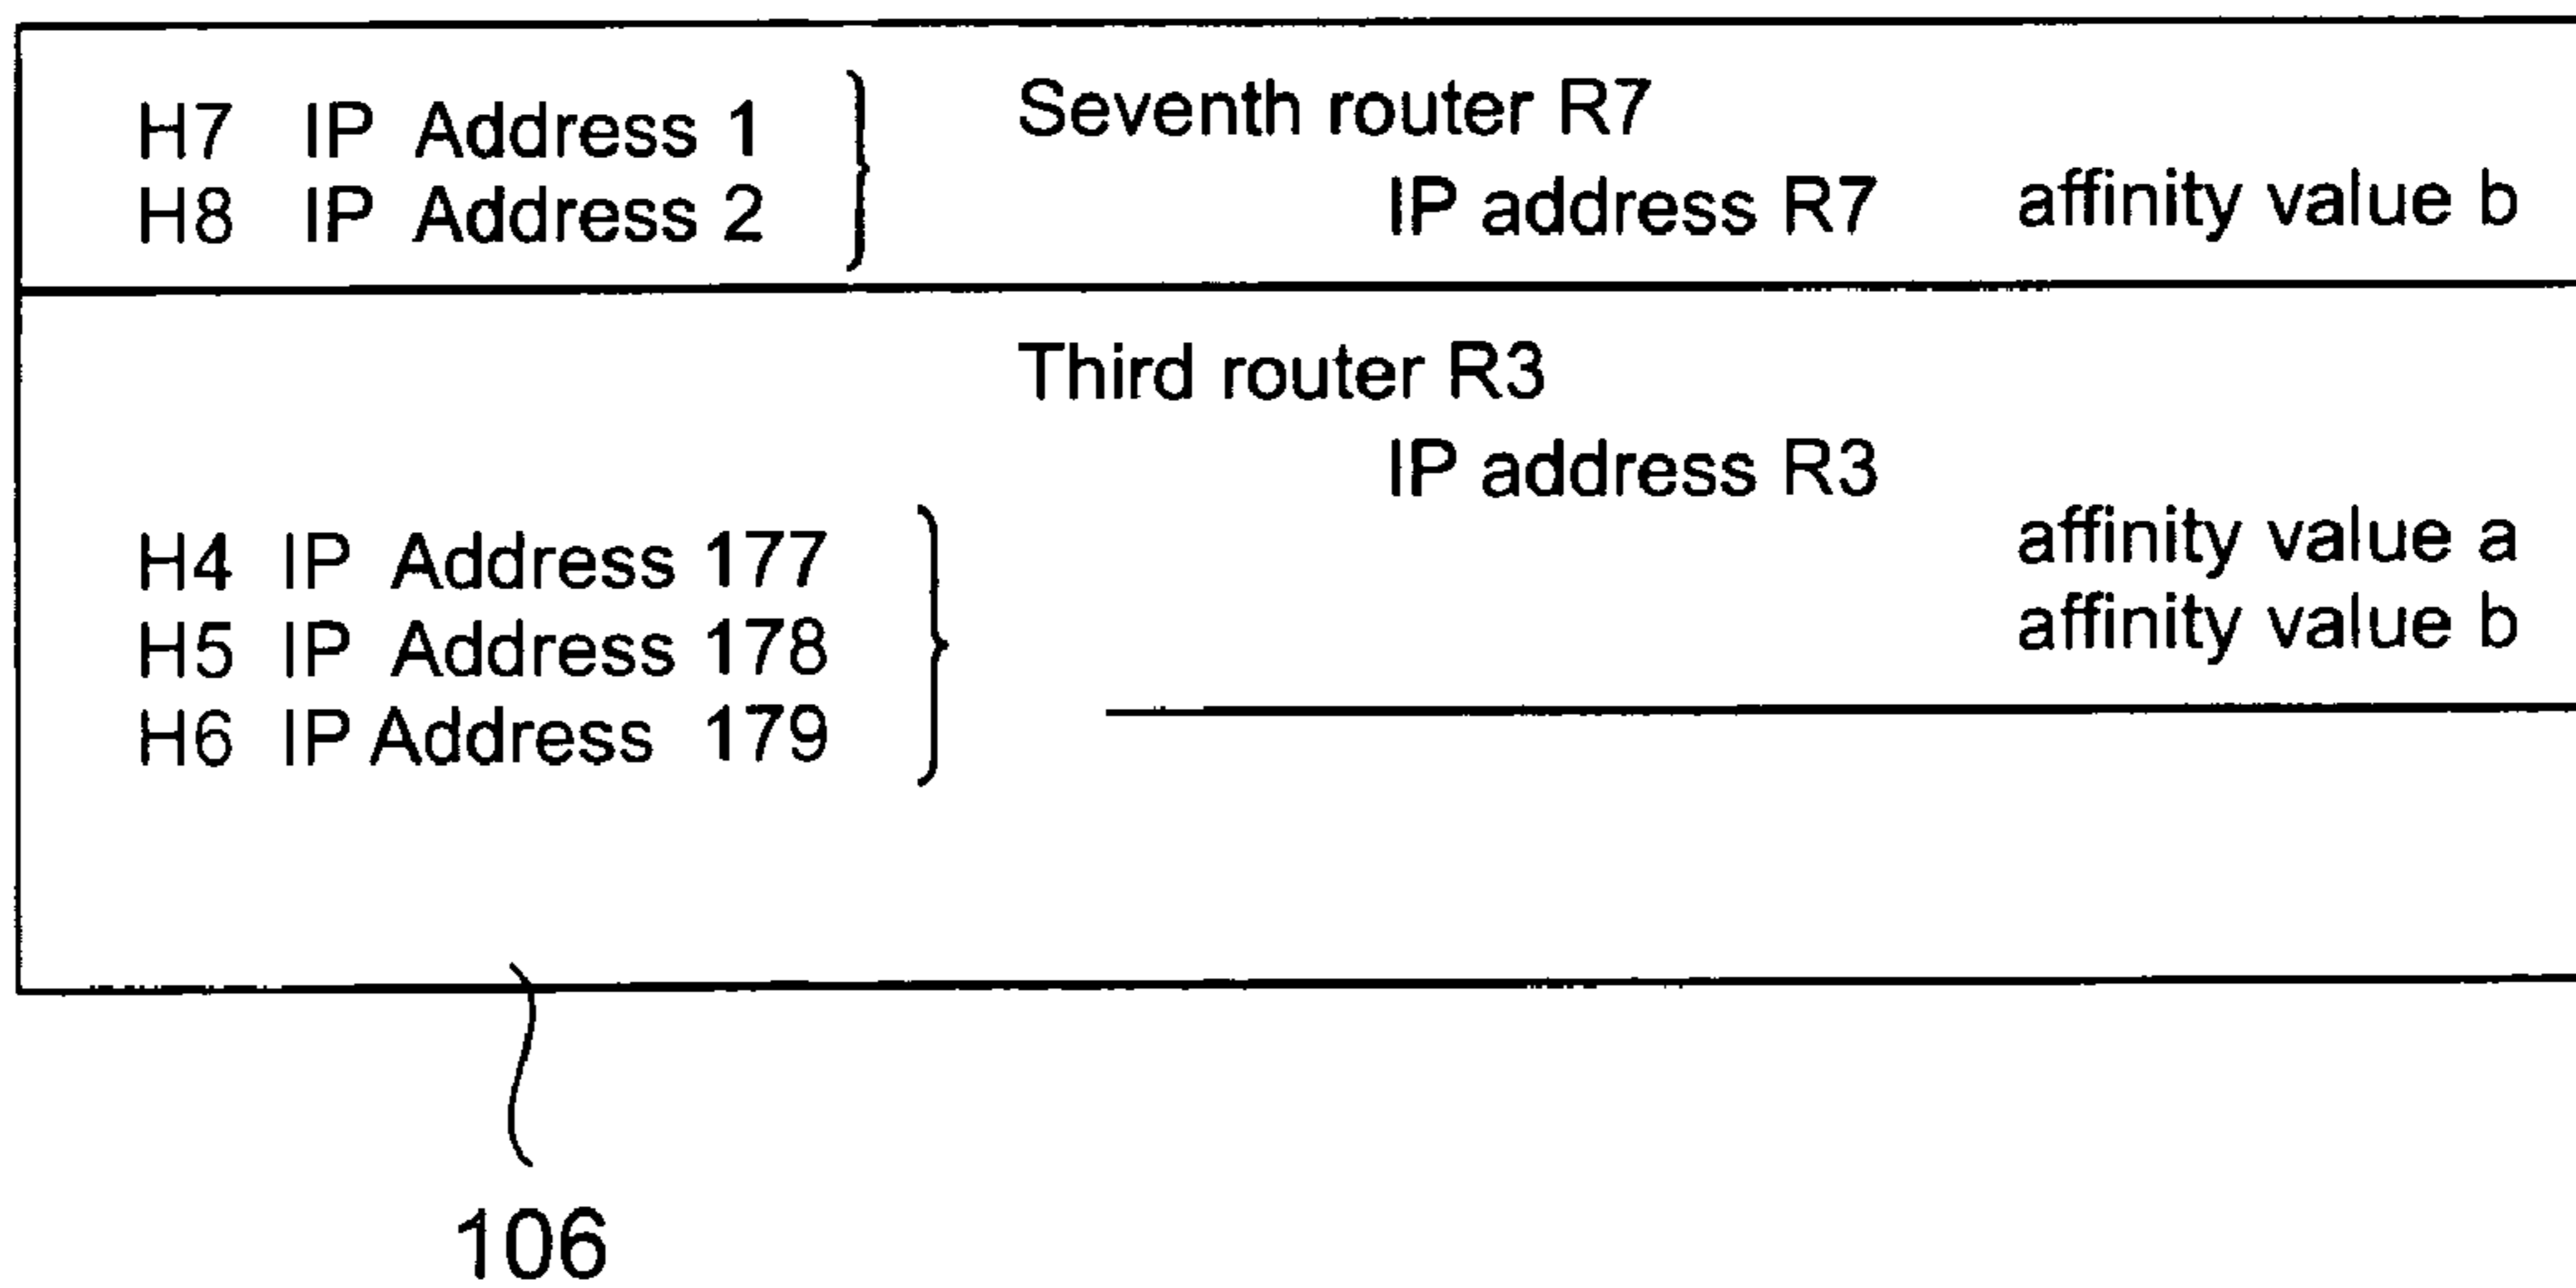 H7 IP Address 1
H8 IP Address 2
Seventh router R7
IP address R7 affinity value b
Third router R3
IP address R3
H4 IP Address 177
H5 IP Address 178
H6 IP Address 179
affinity value a
affinity value b
106